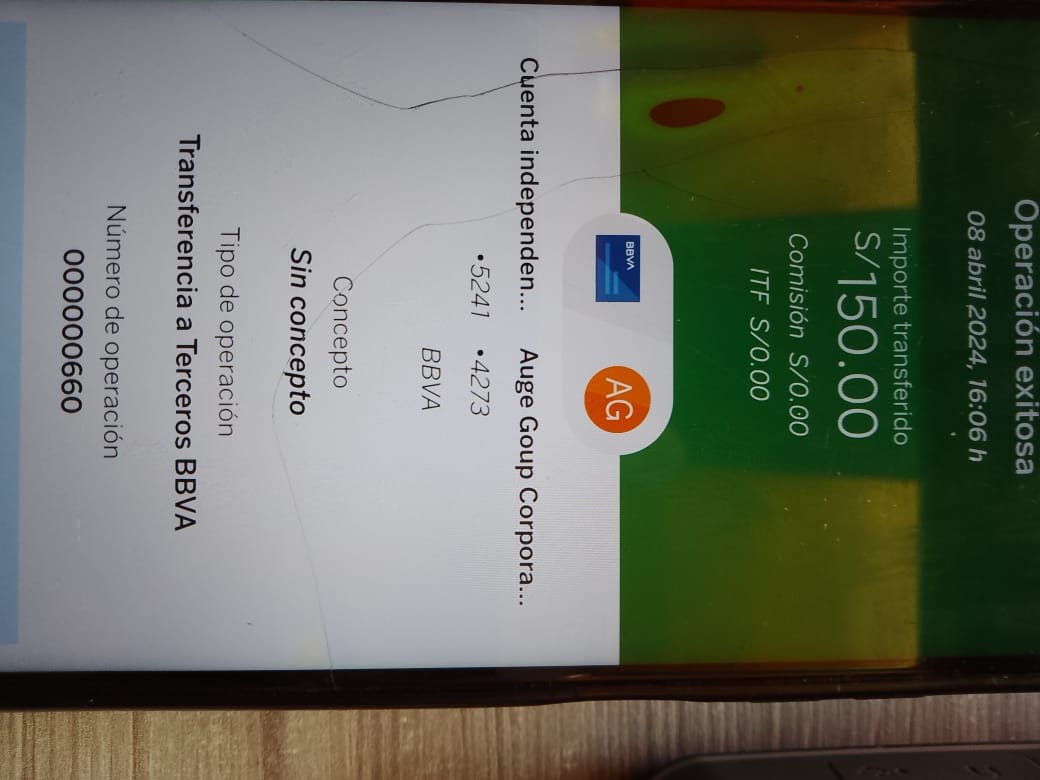 Operación exitosa
08 abril 2024, 16:06 h
Importe transferido
S/150.00
Comisión S/0.00
ITF S/0.00
BBVA
AG
Cuenta independen... Auge Goup Corpora...
•5241 •4273
BBVA
Concepto
Sin concepto
Tipo de operación
Transferencia a Terceros BBVA
Número de operación
000000660